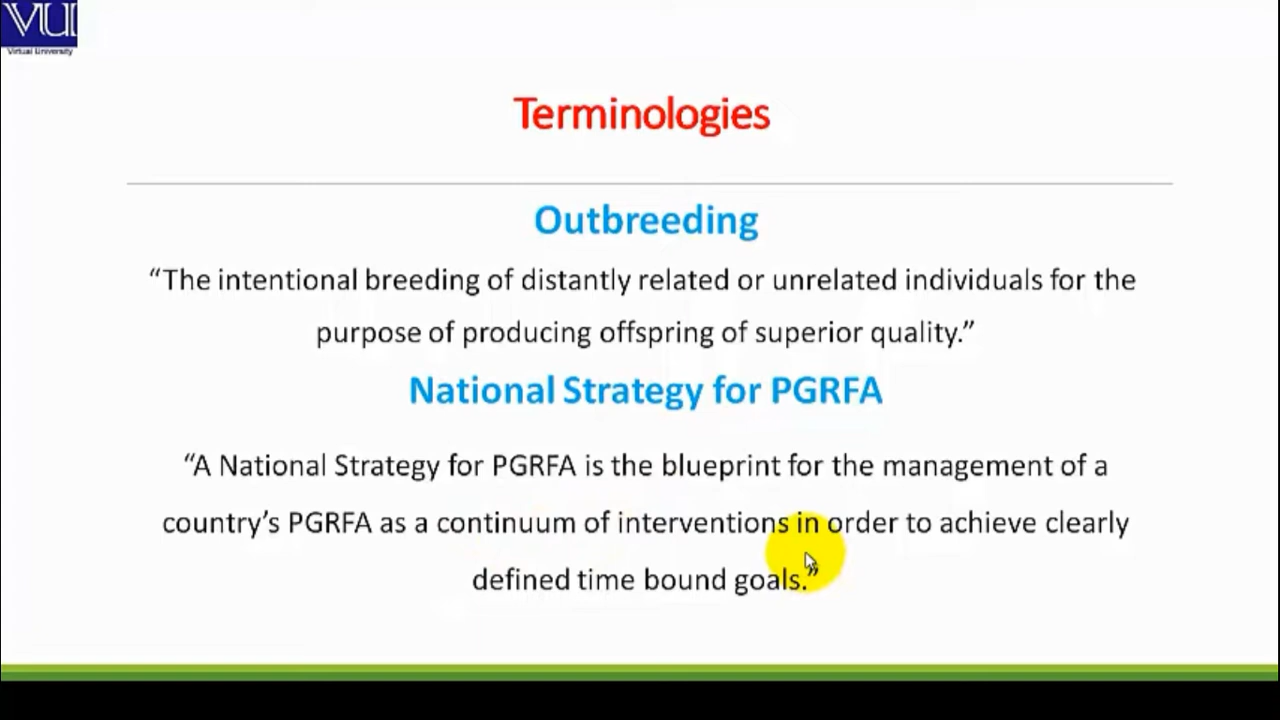 VU
Virtual University
Terminologies
Outbreeding
“The intentional breeding of distantly related or unrelated individuals for the
purpose of producing offspring of superior quality.”
National Strategy for PGRFA
“A National Strategy for PGRFA is the blueprint for the management of a
country’s PGRFA as a continuum of interventions in order to achieve clearly
defined time bound goals.”